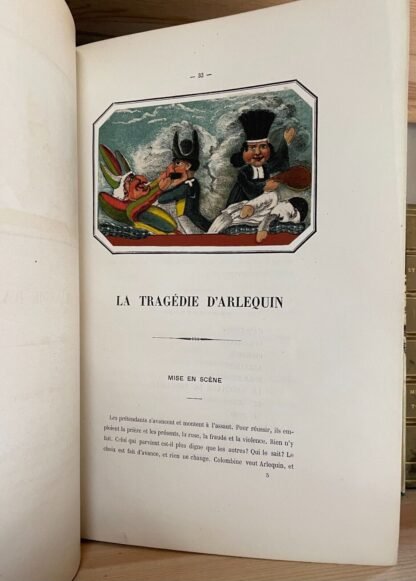 — 93 —
LA TRAGÉDIE D'ARLEQUIN
MISE EN SCÈNE
Les prétendants s'avancent et montent à l'assaut. Pour réussir, ils em-
ploient la prière et les présents, la ruse, la fraude et la violence. Rien n'y
fait. Celui qui parvient est-il plus digne que les autres? Qui le sait? Le
choix est fait d'avance, et rien ne change. Colombine veut Arlequin, et
5